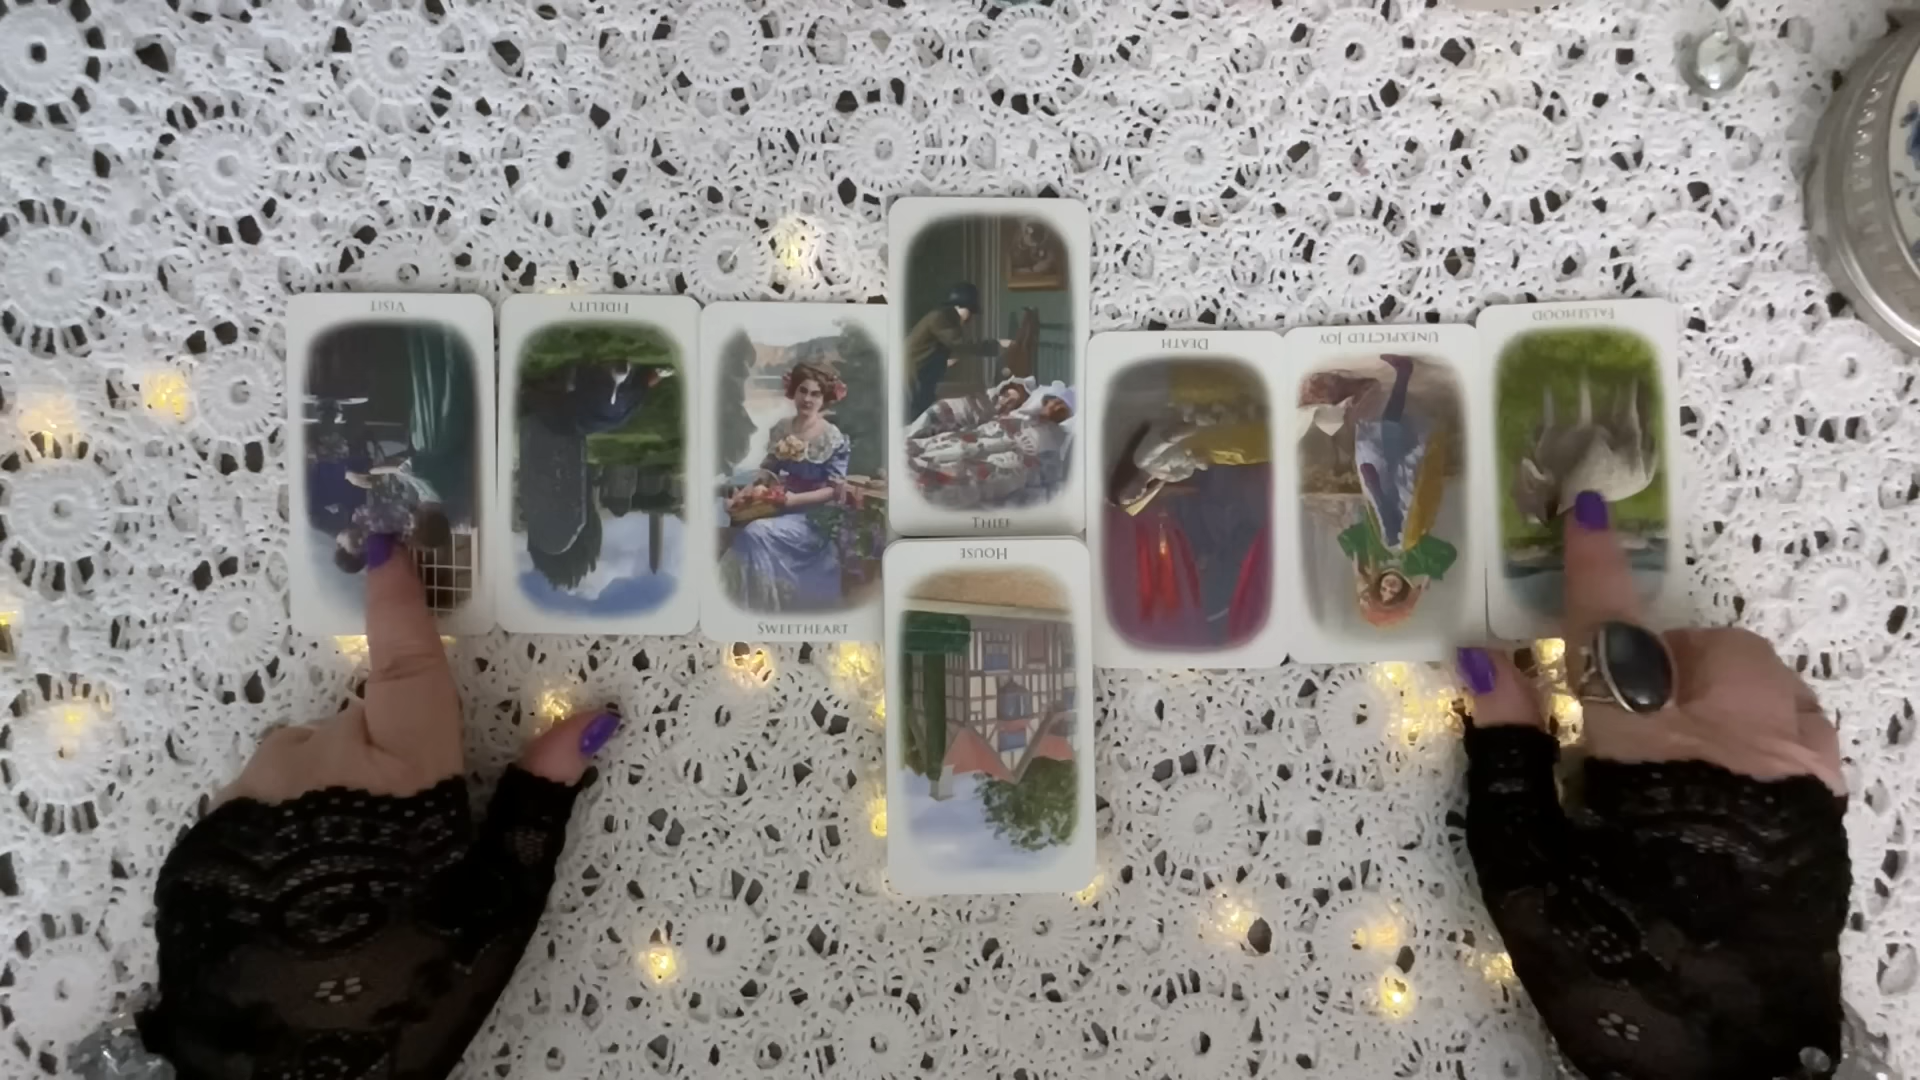 VISIT
FIDELITY
SWEETHEART
THIEF
HOUSE
DEATH
UNEXPECTED JOY
FALSEHOOD